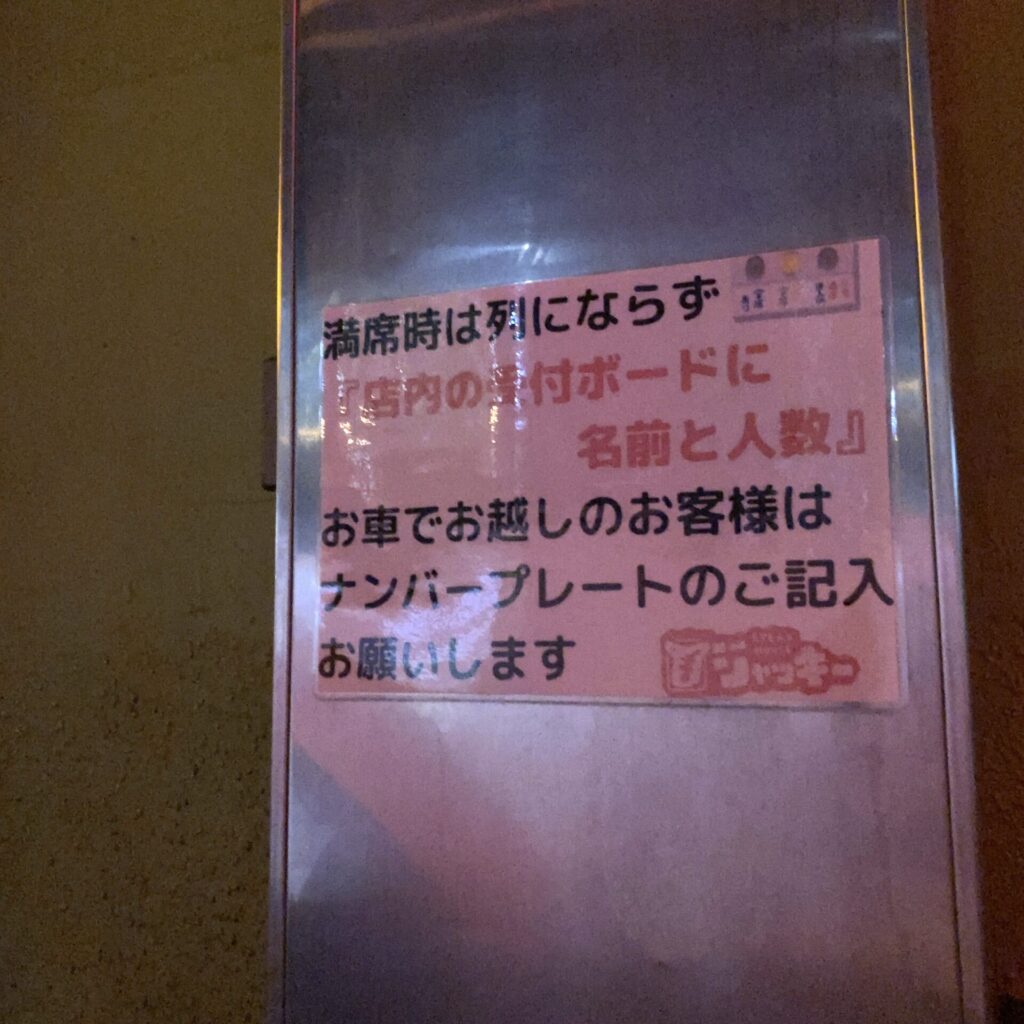 満席時は列にならず
『店内の受付ボードに
名前と人数』
お車でお越しのお客様は
ナンバープレートのご記入
お願いします
STEAK HOUSE
ジャッキー